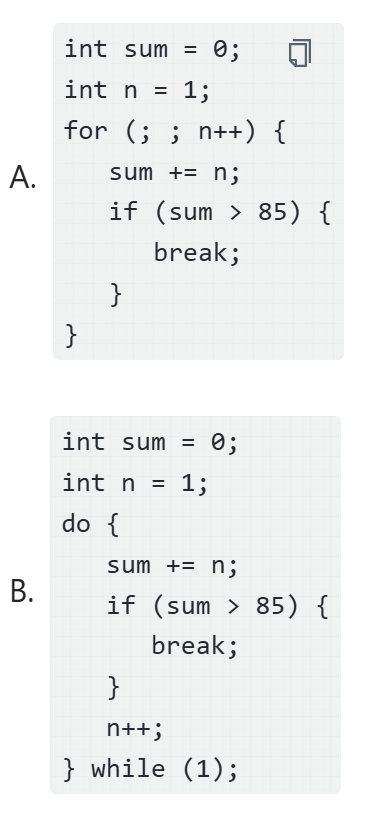 int sum = 0;
int n = 1;
for (; ; n++) {
A.
sum += n;
if (sum > 85) {
break;
}
}
int sum = 0;
int n = 1;
do {
sum += n;
B.
if (sum > 85) {
break;
}
n++;
} while (1);